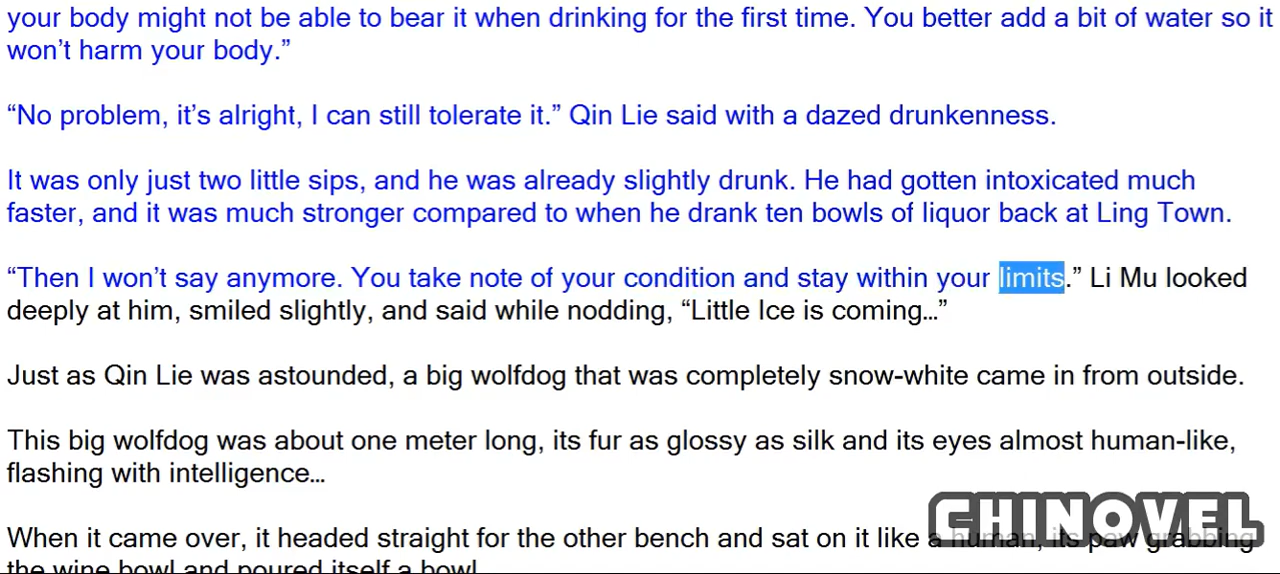 your body might not be able to bear it when drinking for the first time. You better add a bit of water so it
won’t harm your body.”
“No problem, it’s alright, I can still tolerate it.” Qin Lie said with a dazed drunkenness.
It was only just two little sips, and he was already slightly drunk. He had gotten intoxicated much
faster, and it was much stronger compared to when he drank ten bowls of liquor back at Ling Town.
“Then I won’t say anymore. You take note of your condition and stay within your limits.” Li Mu looked
deeply at him, smiled slightly, and said while nodding, “Little Ice is coming…”
Just as Qin Lie was astounded, a big wolfdog that was completely snow-white came in from outside.
This big wolfdog was about one meter long, its fur as glossy as silk and its eyes almost human-like,
flashing with intelligence…
When it came over, it headed straight for the other bench and sat on it like a human, its paw grabbing
the wine bowl and poured itself a bowl
CHINOVEL